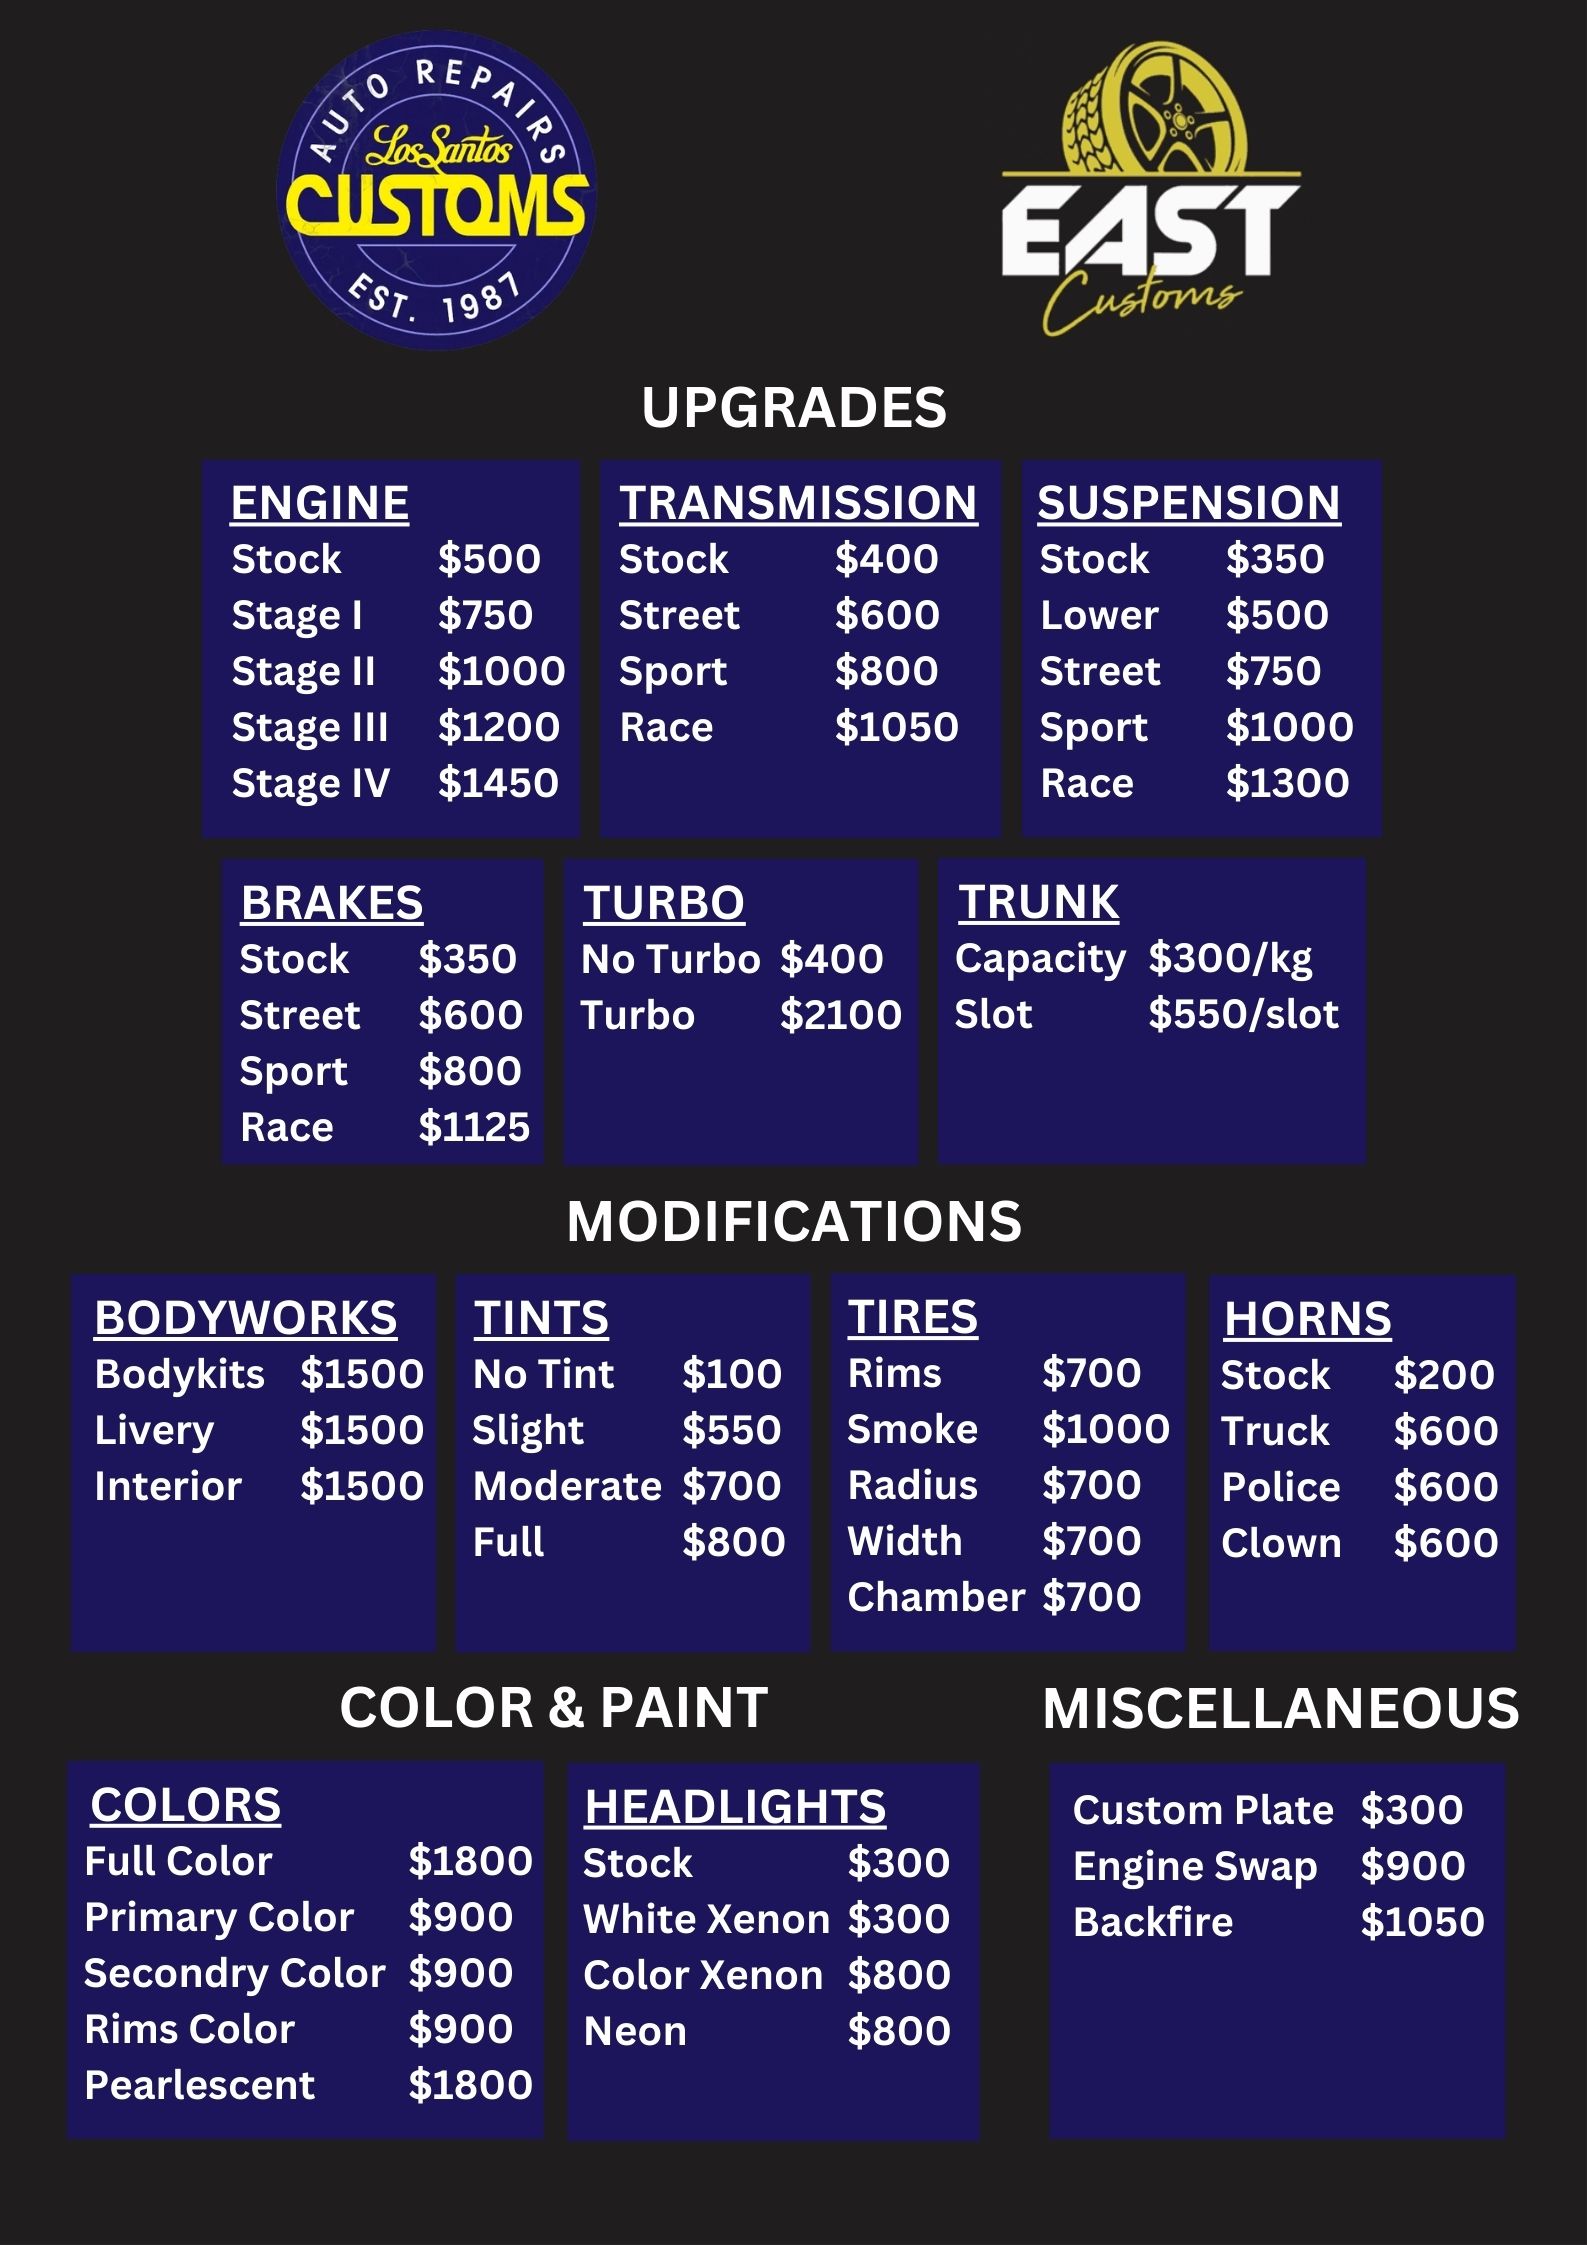 AUTO REPAIRS
Los Santos
CUSTOMS
EST. 1987
EAST
Customs
UPGRADES
ENGINE
Stock $500
Stage I $750
Stage II $1000
Stage III $1200
Stage IV $1450
TRANSMISSION
Stock $400
Street $600
Sport $800
Race $1050
SUSPENSION
Stock $350
Lower $500
Street $750
Sport $1000
Race $1300
BRAKES
Stock $350
Street $600
Sport $800
Race $1125
TURBO
No Turbo $400
Turbo $2100
TRUNK
Capacity $300/kg
Slot $550/slot
MODIFICATIONS
BODYWORKS
Bodykits $1500
Livery $1500
Interior $1500
TINTS
No Tint $100
Slight $550
Moderate $700
Full $800
TIRES
Rims $700
Smoke $1000
Radius $700
Width $700
Chamber $700
HORNS
Stock $200
Truck $600
Police $600
Clown $600
COLOR & PAINT
COLORS
Full Color $1800
Primary Color $900
Secondry Color $900
Rims Color $900
Pearlescent $1800
HEADLIGHTS
Stock $300
White Xenon $300
Color Xenon $800
Neon $800
MISCELLANEOUS
Custom Plate $300
Engine Swap $900
Backfire $1050